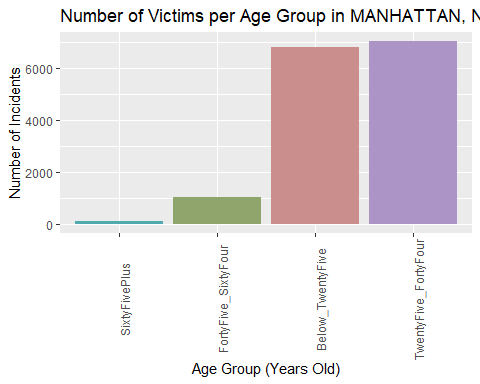 Number of Victims per Age Group in MANHATTAN, N
Number of Incidents
6000
4000
2000
0
SixtyFivePlus
FortyFive_SixtyFour
Below_TwentyFive
TwentyFive_FortyFour
Age Group (Years Old)